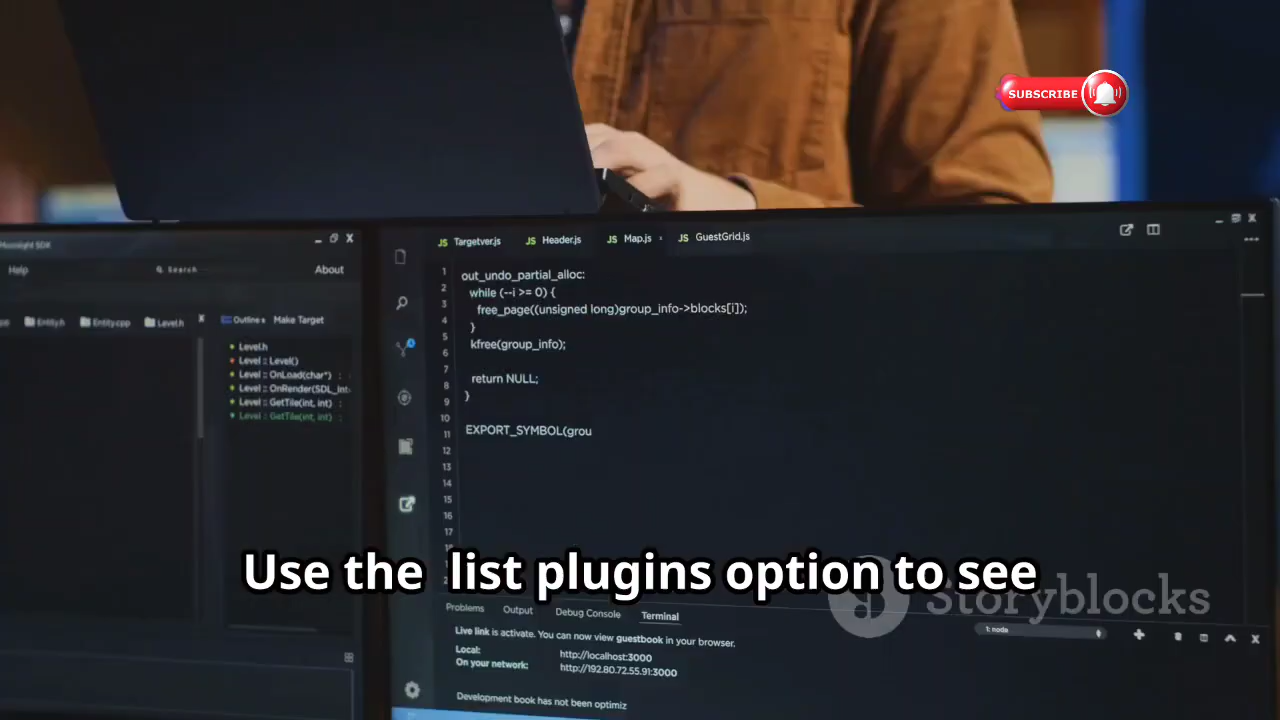 SUBSCRIBE
Moonlight SDK
Help
Search
About
Entity.h
Entity.cpp
Level.h
x
Outline
Make Target
Level.h
Level :: Level()
Level :: OnLoad(char*) :
Level :: OnRender(SDL_Int
Level :: GetTile(int, int) :
Level :: GetTile(int, int) :
JS Targetver.js
JS Header.js
JS Map.js
JS GuestGrid.js
1 out_undo_partial_alloc:
2 while (--i >= 0) {
3 free_page((unsigned long)group_info->blocks[i]);
4 }
5 kfree(group_info);
6
7 return NULL;
8 }
9
10 EXPORT_SYMBOL(grou
11
12
13
14
15
16
17
Use the list plugins option to see
Storyblocks
Problems
Output
Debug Console
Terminal
1: node
Live link is activate. You can now view guestbook in your browser.
Local: http://localhost:3000
On your network: http://192.80.72.55.91:3000
Development book has not been optimiz